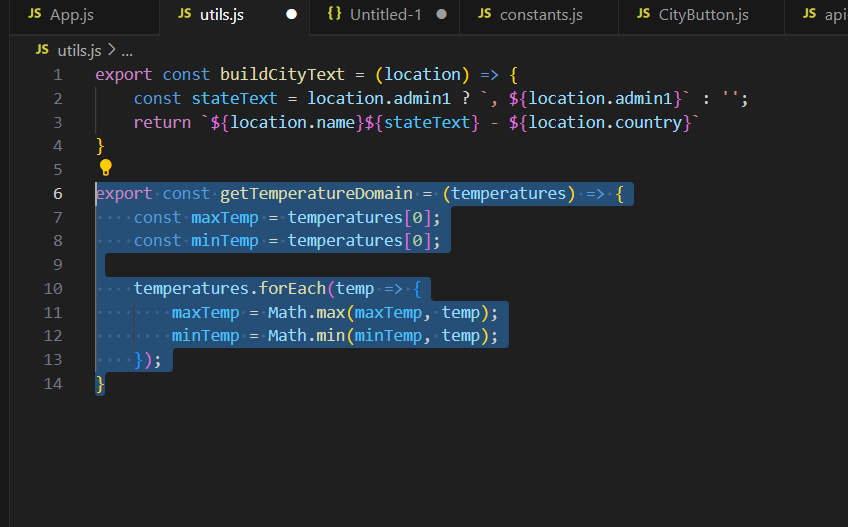 JS App.js
JS utils.js
{} Untitled-1
JS constants.js
JS CityButton.js
JS api-
JS utils.js > ...
1 export const buildCityText = (location) => {
2     const stateText = location.admin1 ? `, ${location.admin1}` : '';
3     return `${location.name}${stateText} - ${location.country}`
4 }
5
6 export const getTemperatureDomain = (temperatures) => {
7     const maxTemp = temperatures[0];
8     const minTemp = temperatures[0];
9
10     temperatures.forEach(temp => {
11         maxTemp = Math.max(maxTemp, temp);
12         minTemp = Math.min(minTemp, temp);
13     });
14 }